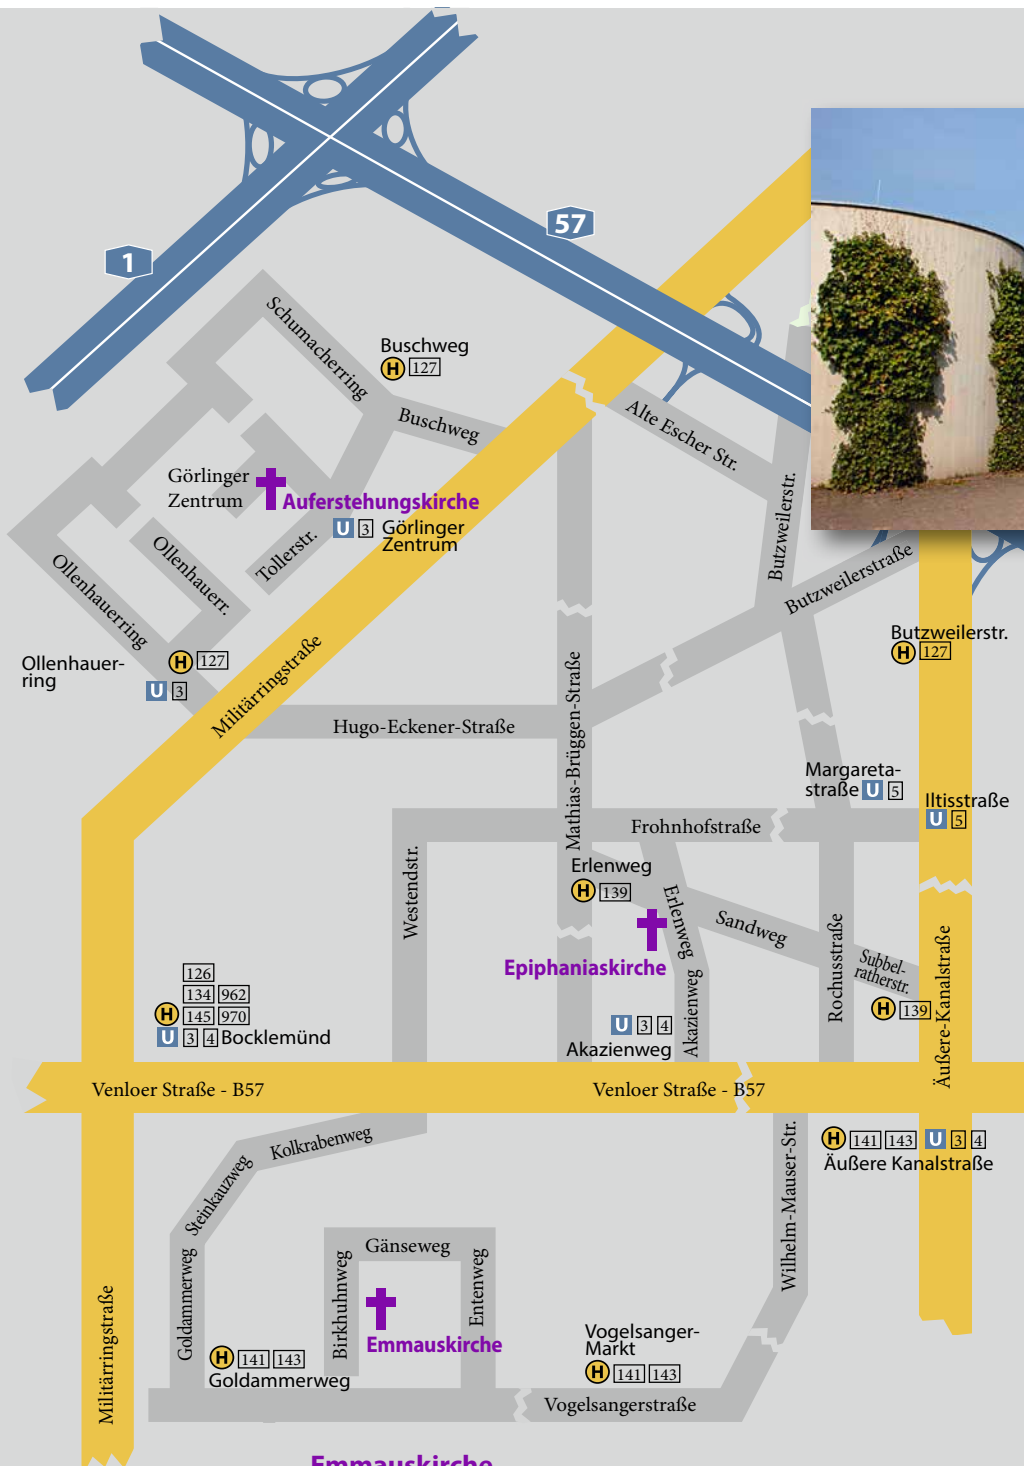 57
1
Schumacherring
Buschweg
H 127
Buschweg
Alte Escher Str.
Görlinger
Zentrum
Auferstehungskirche
U 3 Görlinger
Zentrum
Tollerstr.
Ollenhauerr.
Ollenhauerring
Butzweilerstr.
Butzweilerstraße
Butzweilerstr.
H 127
Ollenhauer-
ring
H 127
U 3
Militärringstraße
Hugo-Eckener-Straße
Mathias-Brüggen-Straße
Margareta-
straße U 5
Iltisstraße
U 5
Frohnhofstraße
Westendstr.
Erlenweg
H 139
Erlenweg
Sandweg
Epiphaniaskirche
Rochusstraße
Subbel-
ratherstr.
H 139
Äußere-Kanalstraße
126
134 962
H 145 970
U 3 4 Bocklemünd
U 3 4
Akazienweg
Akazienweg
Venloer Straße - B57
Venloer Straße - B57
Kolkrabenweg
Steinkauzweg
Goldammerweg
H 141 143 U 3 4
Äußere Kanalstraße
Wilhelm-Mauser-Str.
Gänseweg
Birkhuhnweg
Entenweg
Emmauskirche
Militärringstraße
H 141 143
Goldammerweg
Vogelsanger-
Markt
H 141 143
Vogelsangerstraße
Emmauskirche